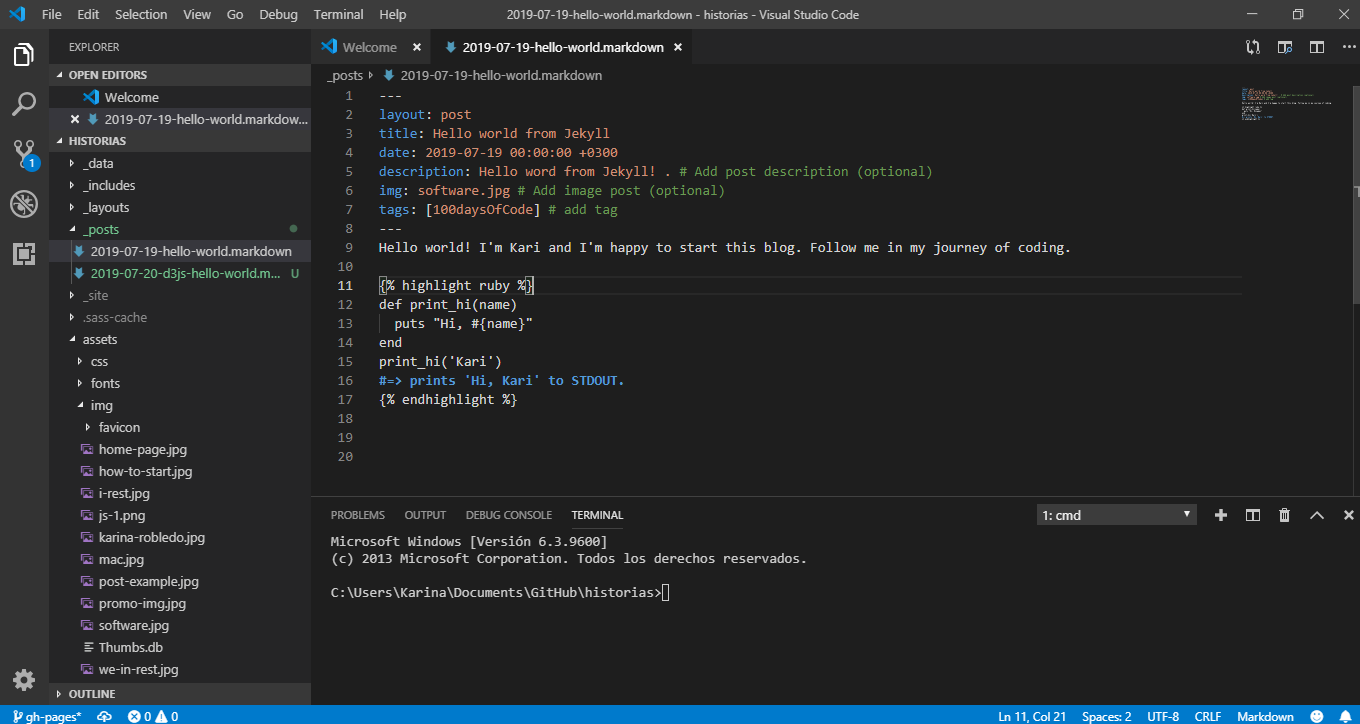 File Edit Selection View Go Debug Terminal Help 2019-07-19-hello-world.markdown - historias - Visual Studio Code
EXPLORER
OPEN EDITORS
Welcome
2019-07-19-hello-world.markdow...
HISTORIAS
_data
_includes
_layouts
_posts
2019-07-19-hello-world.markdown
2019-07-20-d3js-hello-world.m... U
_site
.sass-cache
assets
css
fonts
img
favicon
home-page.jpg
how-to-start.jpg
i-rest.jpg
js-1.png
karina-robledo.jpg
mac.jpg
post-example.jpg
promo-img.jpg
software.jpg
Thumbs.db
we-in-rest.jpg
OUTLINE
1
Welcome 2019-07-19-hello-world.markdown
_posts 2019-07-19-hello-world.markdown
1 ---
2 layout: post
3 title: Hello world from Jekyll
4 date: 2019-07-19 00:00:00 +0300
5 description: Hello word from Jekyll! . # Add post description (optional)
6 img: software.jpg # Add image post (optional)
7 tags: [100daysOfCode] # add tag
8 ---
9 Hello world! I'm Kari and I'm happy to start this blog. Follow me in my journey of coding.
10
11 {% highlight ruby %}
12 def print_hi(name)
13   puts "Hi, #{name}"
14 end
15 print_hi('Kari')
16 #=> prints 'Hi, Kari' to STDOUT.
17 {% endhighlight %}
18
19
20
PROBLEMS OUTPUT DEBUG CONSOLE TERMINAL 1: cmd
Microsoft Windows [Versión 6.3.9600]
(c) 2013 Microsoft Corporation. Todos los derechos reservados.
C:\Users\Karina\Documents\GitHub\historias>
gh-pages* 0 0 Ln 11, Col 21 Spaces: 2 UTF-8 CRLF Markdown